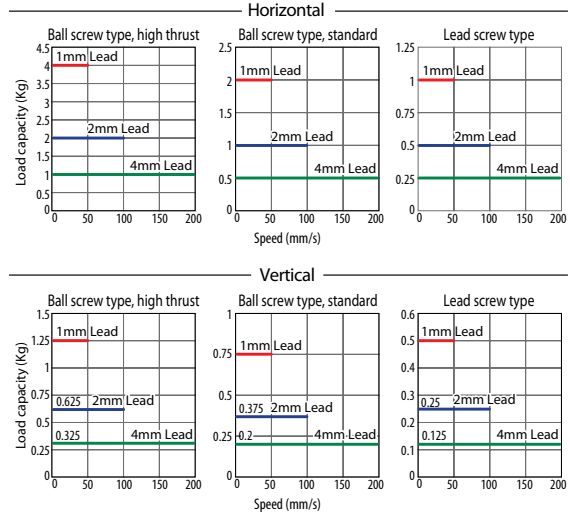 Horizontal
Ball screw type, high thrust
Ball screw type, standard
Lead screw type
Load capacity (Kg)
4.5
4
3.5
3
2.5
2
1.5
1
0.5
0
1mm Lead
2mm Lead
4mm Lead
0 50 100 150 200
2.5
2
1.5
1
0.5
0
1mm Lead
2mm Lead
4mm Lead
0 50 100 150 200
1.25
1
0.75
0.5
0.25
0
1mm Lead
2mm Lead
4mm Lead
0 50 100 150 200
Speed (mm/s)
Vertical
Ball screw type, high thrust
Ball screw type, standard
Lead screw type
Load capacity (Kg)
1.5
1.25
1
0.75
0.5
0.25
0
1mm Lead
0.625 2mm Lead
0.325 4mm Lead
0 50 100 150 200
1
0.75
0.5
0.25
0
1mm Lead
0.375 2mm Lead
0.2 4mm Lead
0 50 100 150 200
0.6
0.5
0.4
0.3
0.2
0.1
0
1mm Lead
0.25 2mm Lead
0.125 4mm Lead
0 50 100 150 200
Speed (mm/s)